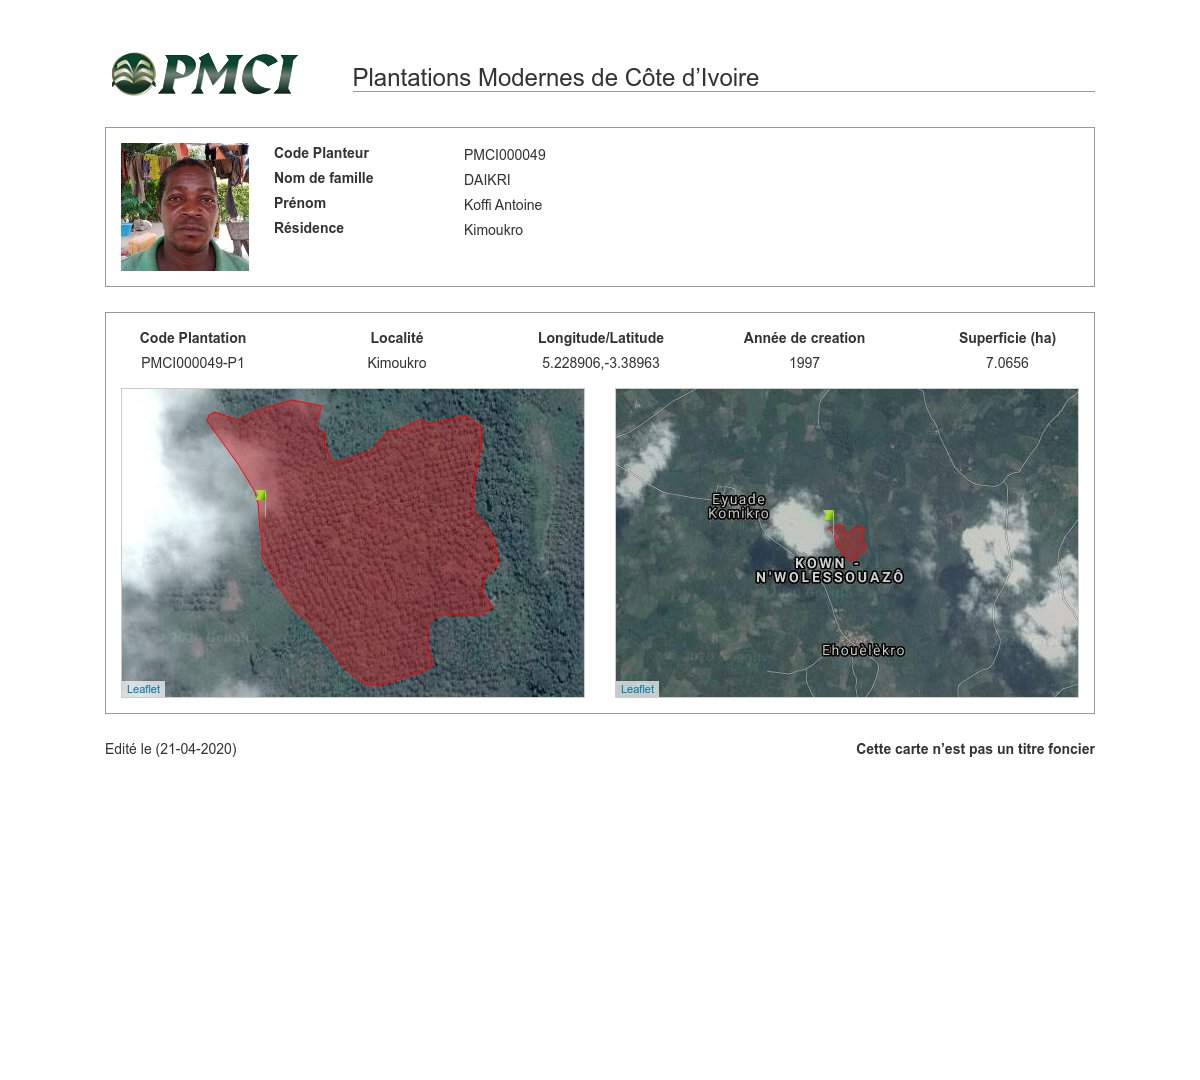 PMCI
Plantations Modernes de Côte d’Ivoire
Code Planteur PMCI000049
Nom de famille DAIKRI
Prénom Koffi Antoine
Résidence Kimoukro
Code Plantation Localité Longitude/Latitude Année de creation Superficie (ha)
PMCI000049-P1 Kimoukro 5.228906,-3.38963 1997 7.0656
Eyuade
Komikro
KOWN -
N'WOLESSOUAZÔ
Ehouèlèkro
Leaflet
Leaflet
Edité le (21-04-2020)
Cette carte n’est pas un titre foncier